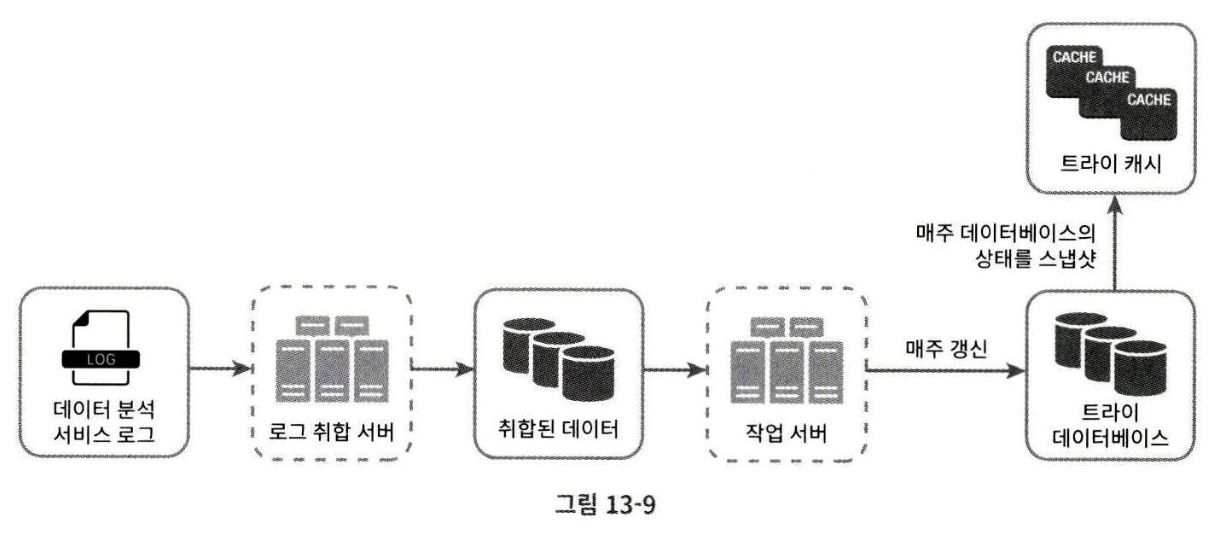 CACHE
CACHE
CACHE
트라이 캐시
매주 데이터베이스의
상태를 스냅샷
LOG
데이터 분석
서비스 로그
로그 취합 서버
취합된 데이터
작업 서버
매주 갱신
트라이
데이터베이스
그림 13-9